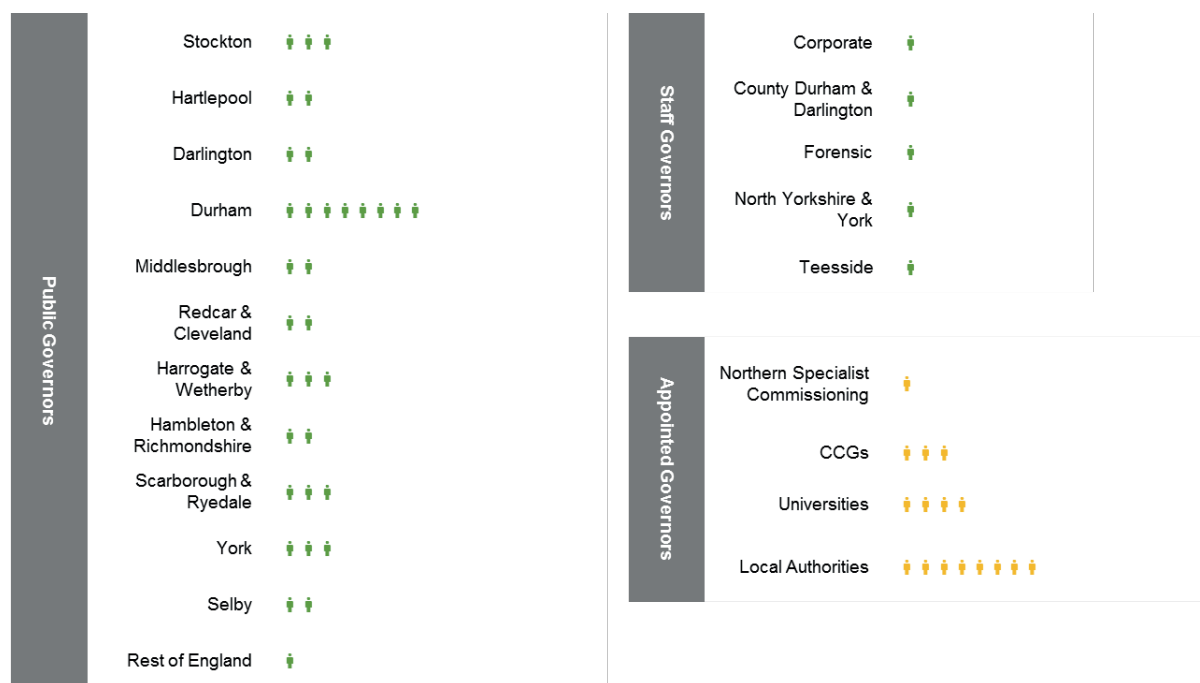 Public Governors
Stockton
Hartlepool
Darlington
Durham
Middlesbrough
Redcar &
Cleveland
Harrogate &
Wetherby
Hambleton &
Richmondshire
Scarborough &
Ryedale
York
Selby
Rest of England
Staff Governors
Corporate
County Durham &
Darlington
Forensic
North Yorkshire &
York
Teesside
Appointed Governors
Northern Specialist
Commissioning
CCGs
Universities
Local Authorities